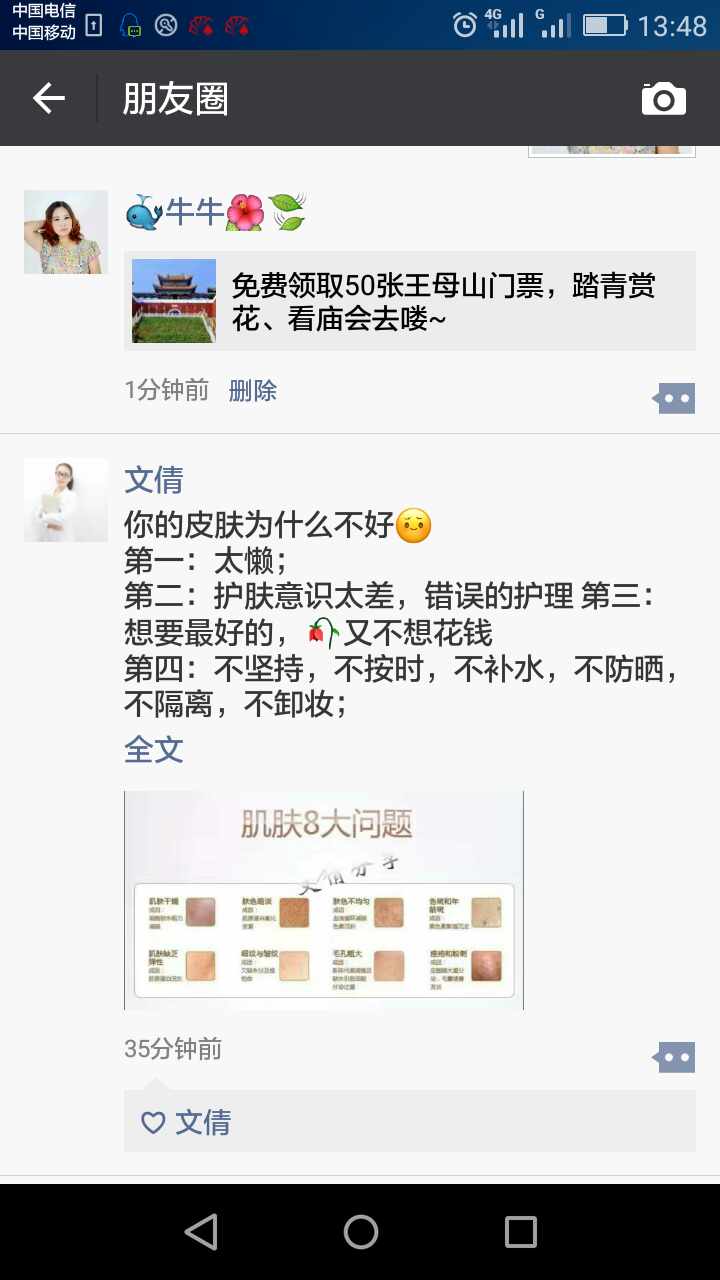 中国电信
中国移动
4G
G
13:48
朋友圈
牛牛
免费领取50张王母山门票，踏青赏
花、看庙会去喽~
1分钟前 删除
文倩
你的皮肤为什么不好
第一：太懒；
第二：护肤意识太差，错误的护理 第三：
想要最好的，又不想花钱
第四：不坚持，不按时，不补水，不防晒，
不隔离，不卸妆；
全文
肌肤8大问题
文倩分享
肌肤干燥
肤色暗淡
肤色不均匀
色斑和年
龄斑
肌肤缺乏
弹性
细纹与皱纹
毛孔粗大
痤疮和粉刺
35分钟前
文倩